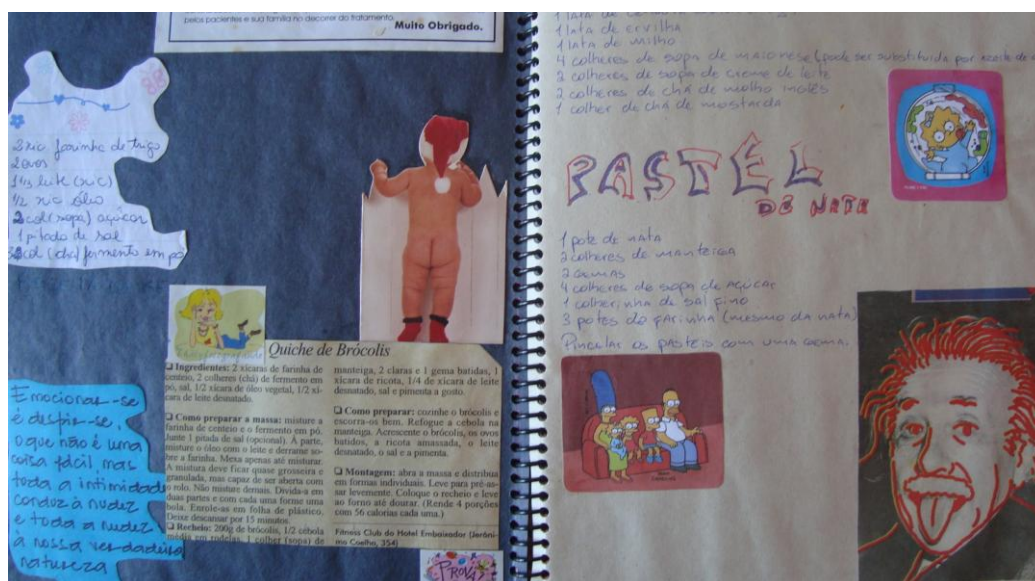 pelos pacientes e sua família no decorrer do tratamento.
Muito Obrigado.
88
farinha de trigo
2 ovos
1½ leite (xic)
½ xic óleo
2 col (sopa) açúcar
1 pitada de sal
col (chá) fermento em pó
Quiche de Brócolis
❑ Ingredientes: 2 xícaras de farinha de
centeio, 2 colheres (chá) de fermento em
pó, sal, 1/2 xícara de óleo vegetal, 1/2 xí-
cara de leite desnatado.
❑ Como preparar a massa: misture a
farinha de centeio e o fermento em pó.
Junte 1 pitada de sal (opcional). À parte,
misture o óleo com o leite e derrame so-
bre a farinha. Mexa apenas até misturar.
A mistura deve ficar quase grosseira e
granulada, mas capaz de ser aberta com
o rolo. Não misture demais. Divida-a em
duas partes e com cada uma forme uma
bola. Enrole-as em folha de plástico.
Deixe descansar por 15 minutos.
❑ Recheio: 200g de brócolis, 1/2 cebola
média em rodelas, 1 colher (sopa) de
manteiga, 2 claras e 1 gema batidas, 1
xícara de ricota, 1/4 de xícara de leite
desnatado, sal e pimenta a gosto.
❑ Como preparar: cozinhe o brócolis e
escorra-os bem. Refogue a cebola na
manteiga. Acrescente o brócolis, os ovos
batidos, a ricota amassada, o leite
desnatado, o sal e a pimenta.
❑ Montagem: abra a massa e distribua
em formas individuais. Leve para pré-as-
sar levemente. Coloque o recheio e leve
ao forno até dourar. (Rende 4 porções
com 56 calorias cada uma.)
Fitness Club do Hotel Embaixador (Jerôni-
mo Coelho, 354)
PROVA
Emocionar-se
é despir-se,
o que não é uma
coisa fácil, mas
toda a intimidade
conduz à nudez
e toda a nudez
à nossa verdadeira
natureza
1 lata de
1 lata de ervilha
1 lata de milho
4 colheres de sopa de maionese (pode ser substituída por azeite de
2 colheres de sopa de creme de leite
2 colheres de chá de molho inglês
1 colher de chá de mostarda
PASTÉL
DE NATA
1 pote de nata
2 colheres de manteiga
2 gemas
4 colheres de sopa de açúcar
1 colherinha de sal fino
3 potes de farinha (mesmo da nata)
Pincelar os pastéis com uma gema.